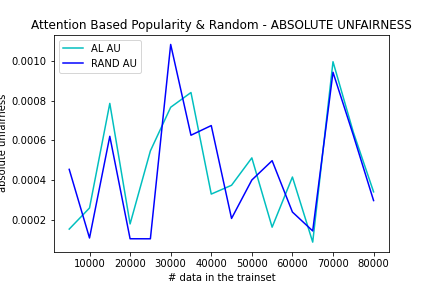 Attention Based Popularity & Random - ABSOLUTE UNFAIRNESS
AL AU
RAND AU
0.0010
0.0008
0.0006
0.0004
0.0002
absolute unfairness
10000 20000 30000 40000 50000 60000 70000 80000
# data in the trainset